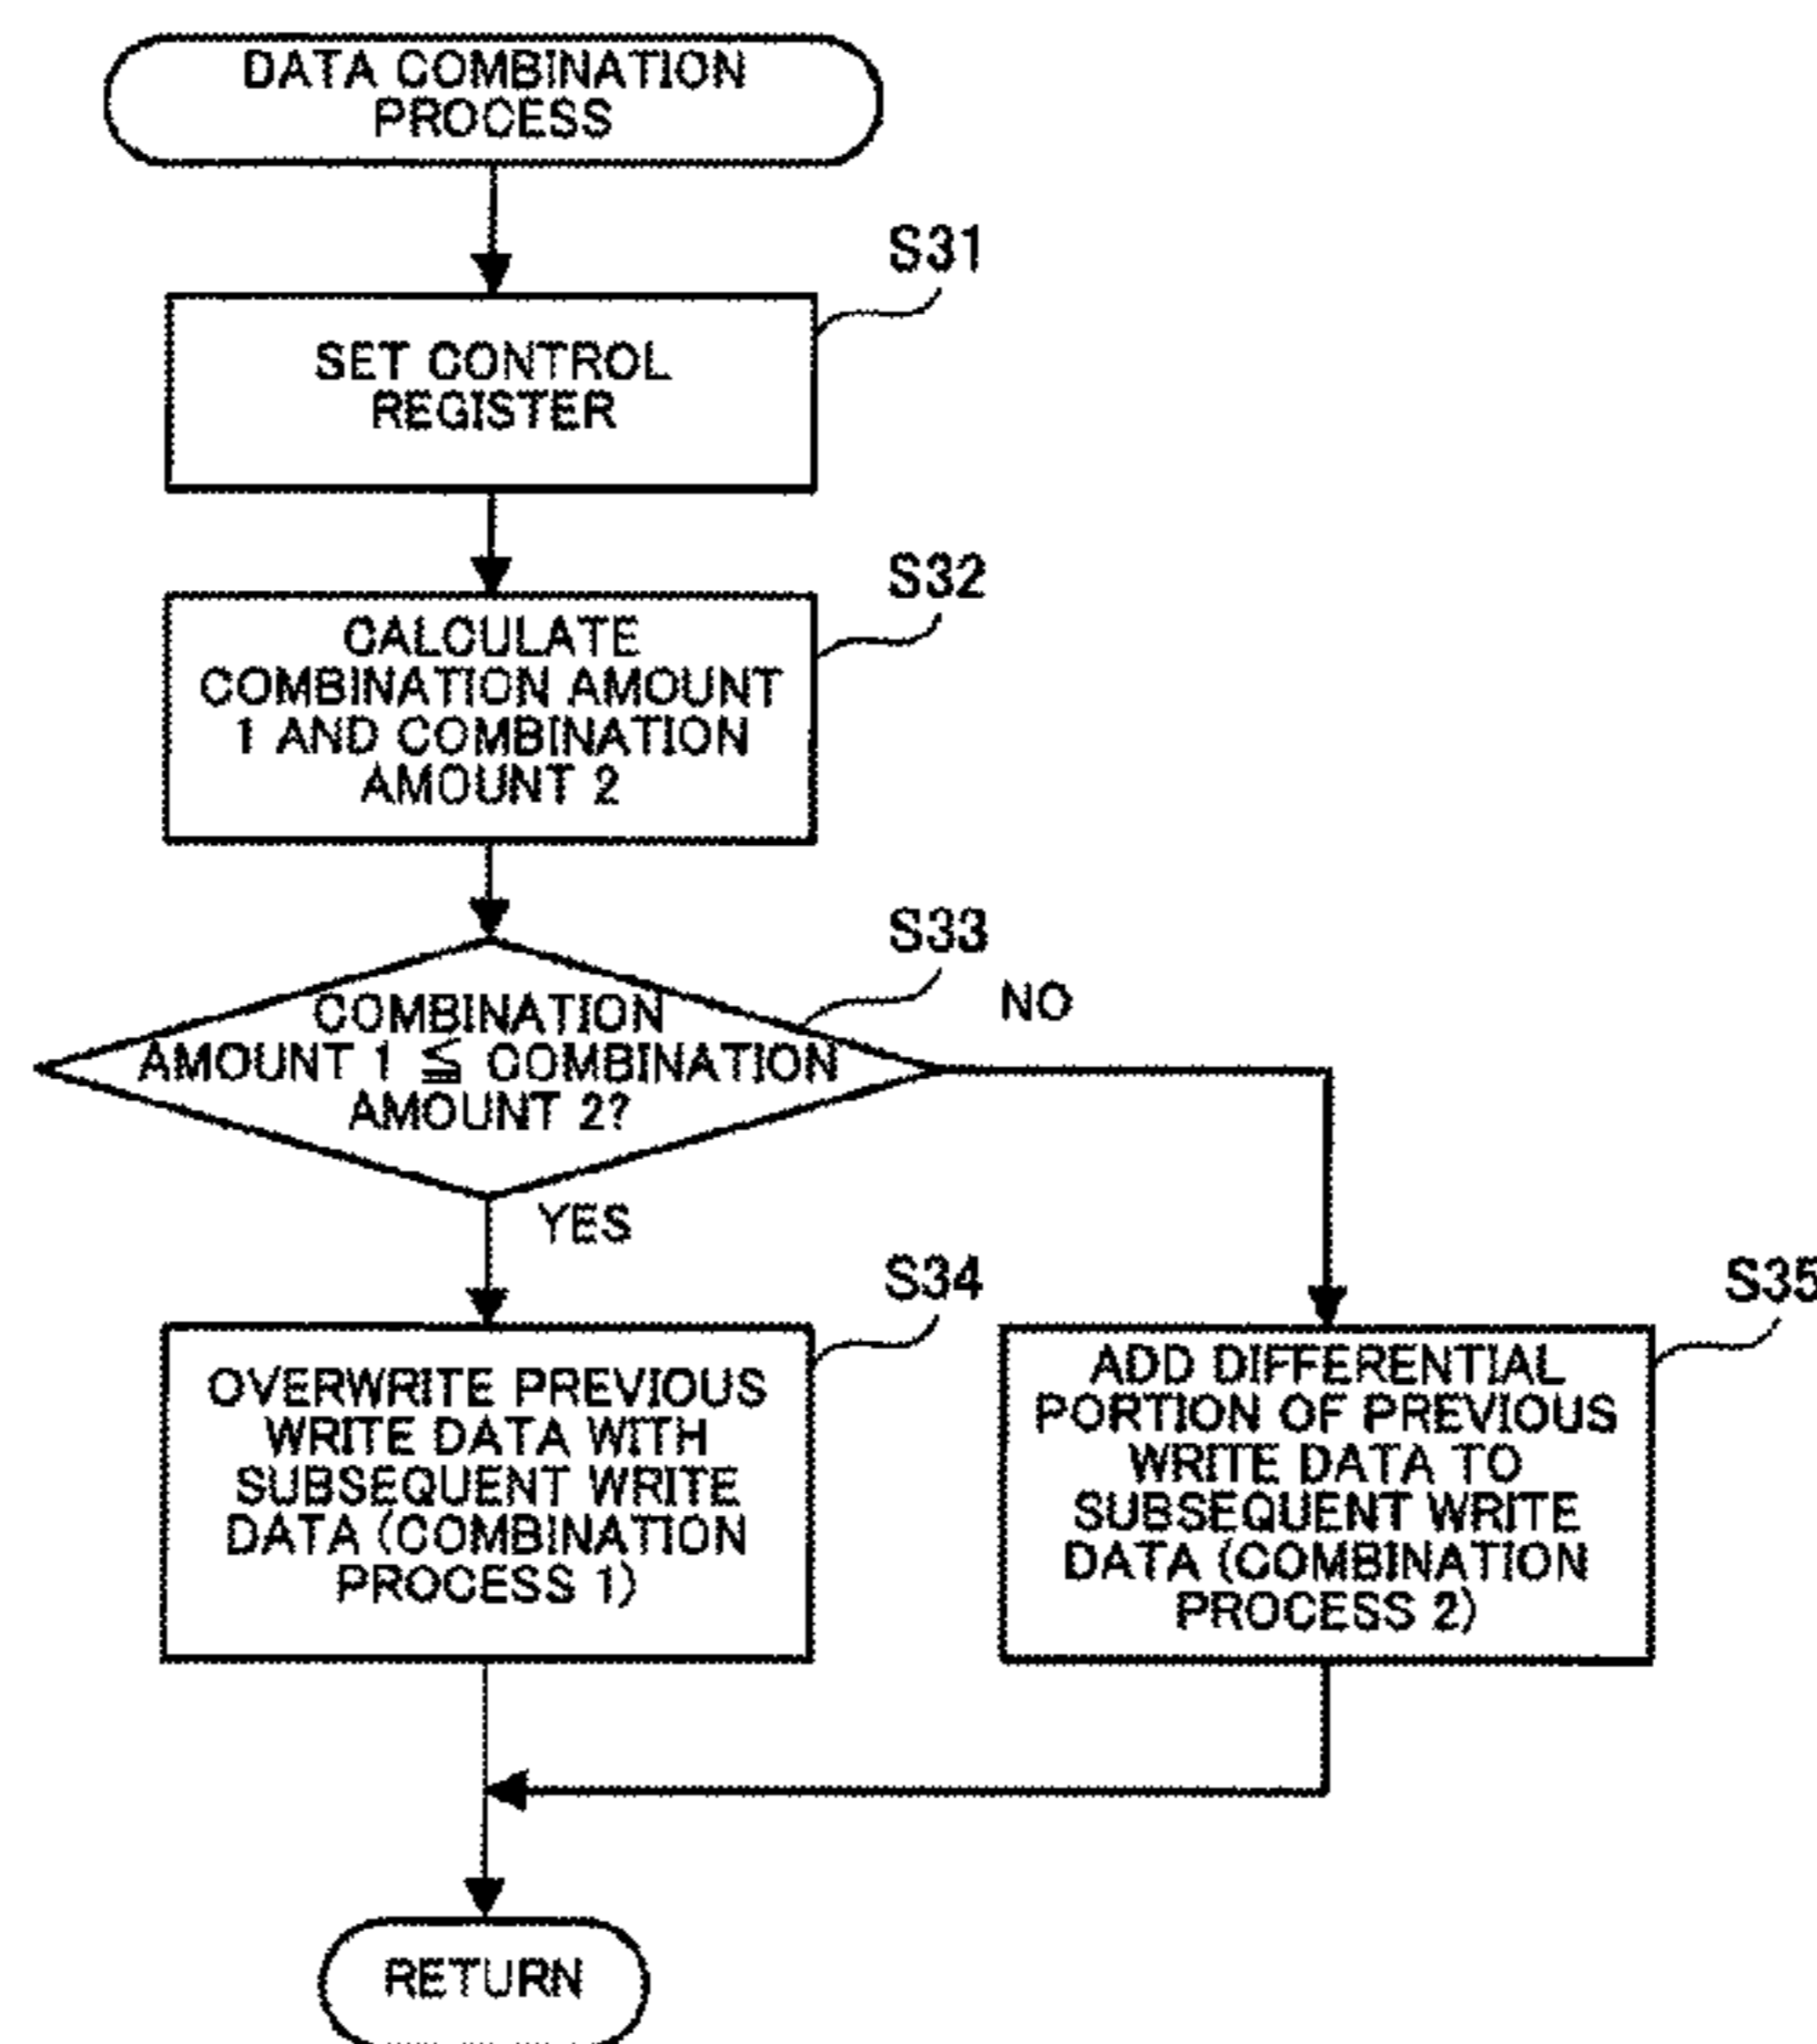 DATA COMBINATION
PROCESS
S31
SET CONTROL
REGISTER
S32
CALCULATE
COMBINATION AMOUNT
1 AND COMBINATION
AMOUNT 2
S33
COMBINATION
AMOUNT 1 ≦ COMBINATION
AMOUNT 2?
NO
YES
S34
OVERWRITE PREVIOUS
WRITE DATA WITH
SUBSEQUENT WRITE
DATA (COMBINATION
PROCESS 1)
S35
ADD DIFFERENTIAL
PORTION OF PREVIOUS
WRITE DATA TO
SUBSEQUENT WRITE
DATA (COMBINATION
PROCESS 2)
RETURN